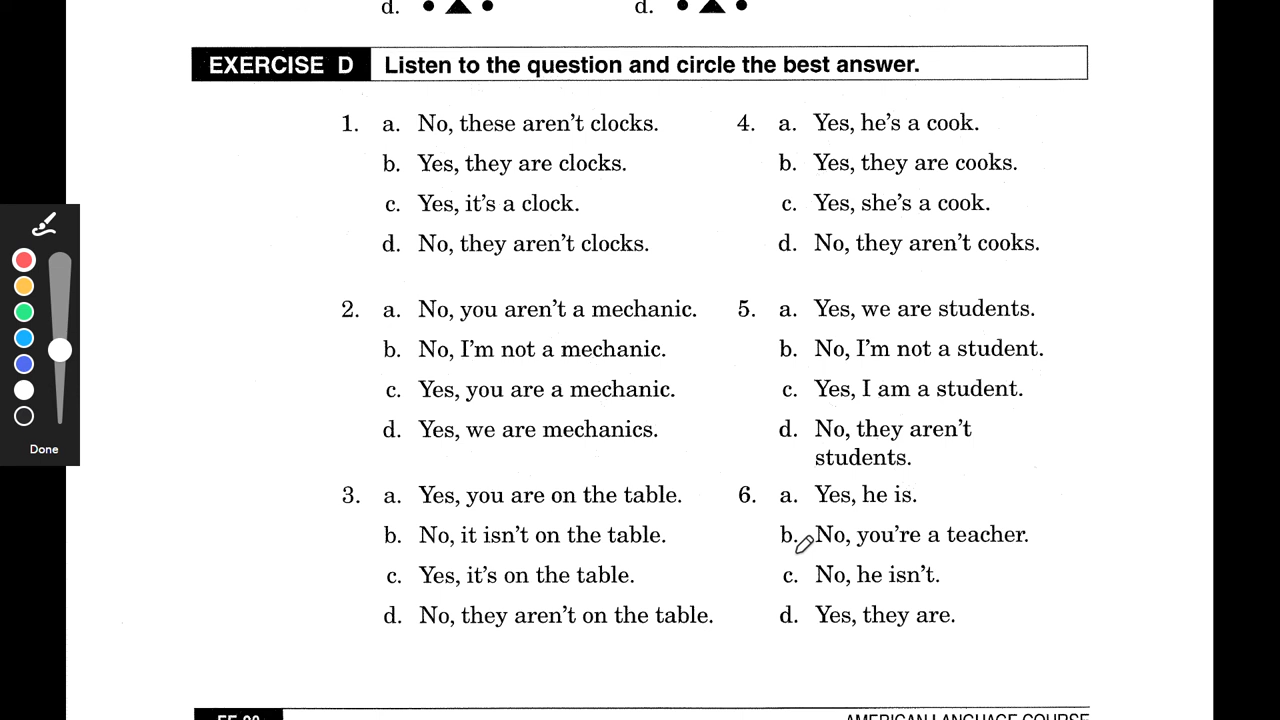 d. ● ▲ ●
d. ● ▲ ●
EXERCISE D
Listen to the question and circle the best answer.
1. a. No, these aren't clocks.
b. Yes, they are clocks.
c. Yes, it's a clock.
d. No, they aren't clocks.
2. a. No, you aren't a mechanic.
b. No, I'm not a mechanic.
c. Yes, you are a mechanic.
d. Yes, we are mechanics.
3. a. Yes, you are on the table.
b. No, it isn't on the table.
c. Yes, it's on the table.
d. No, they aren't on the table.
4. a. Yes, he's a cook.
b. Yes, they are cooks.
c. Yes, she's a cook.
d. No, they aren't cooks.
5. a. Yes, we are students.
b. No, I'm not a student.
c. Yes, I am a student.
d. No, they aren't
students.
6. a. Yes, he is.
b. No, you're a teacher.
c. No, he isn't.
d. Yes, they are.
AMERICAN LANGUAGE COURSE
Done